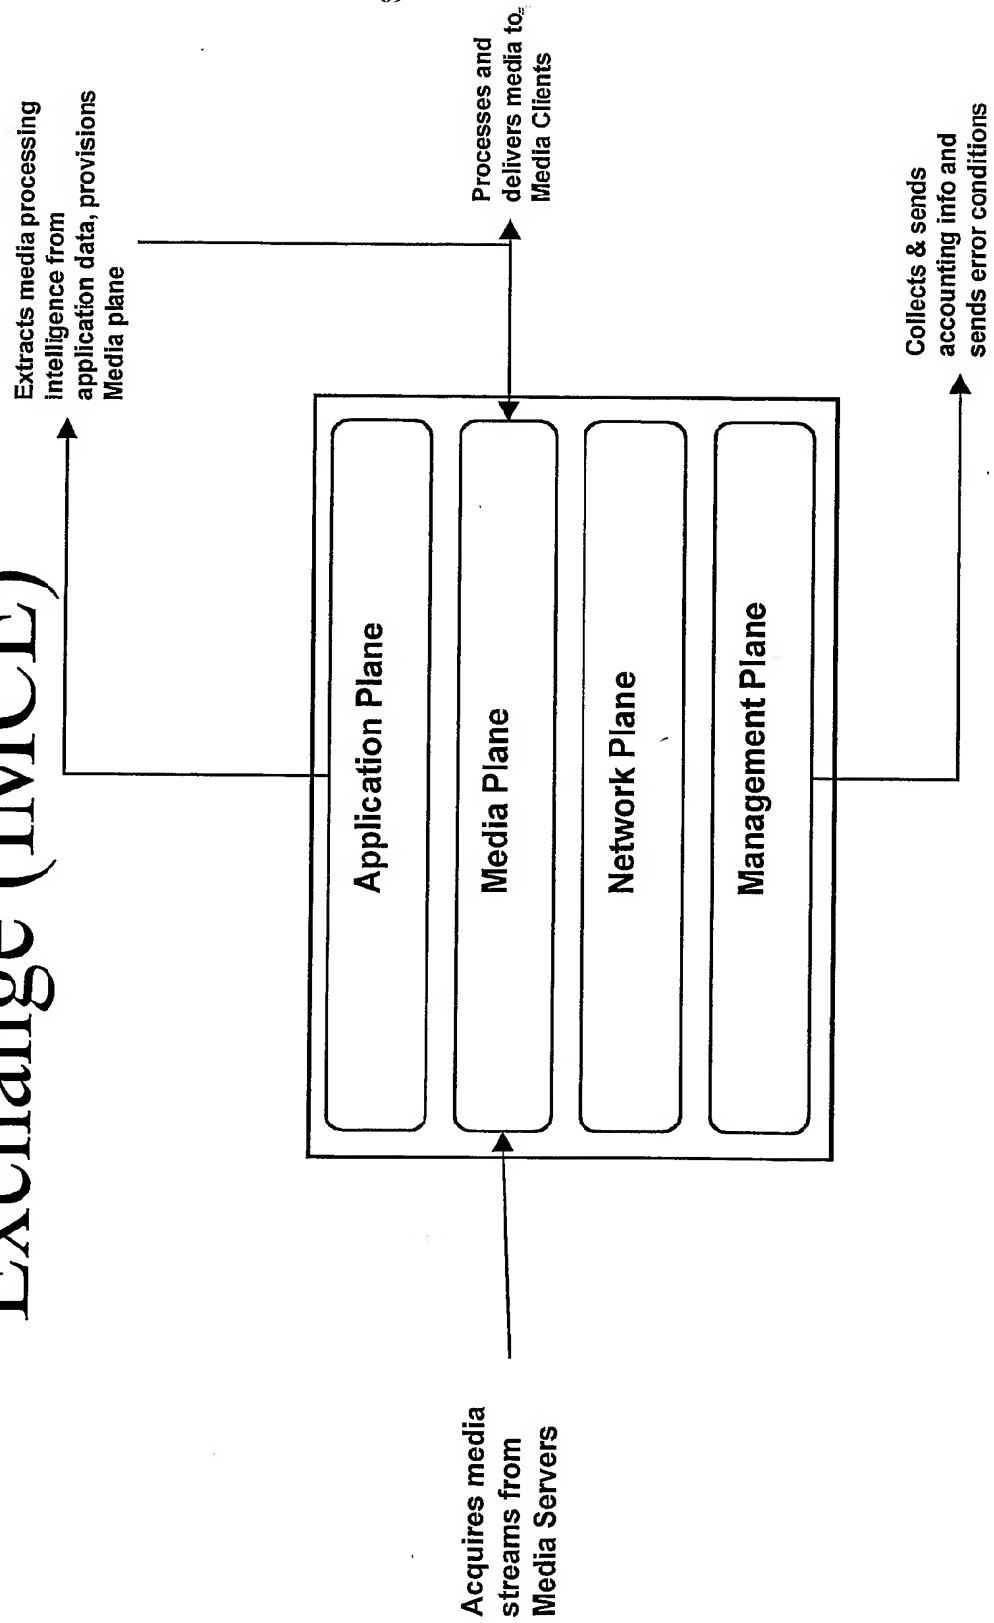 Exchange (IMCE)
Extracts media processing
intelligence from
application data, provisions
Media plane
Application Plane
Acquires media
streams from
Media Servers
Media Plane
Processes and
delivers media to
Media Clients
Network Plane
Management Plane
Collects & sends
accounting info and
sends error conditions